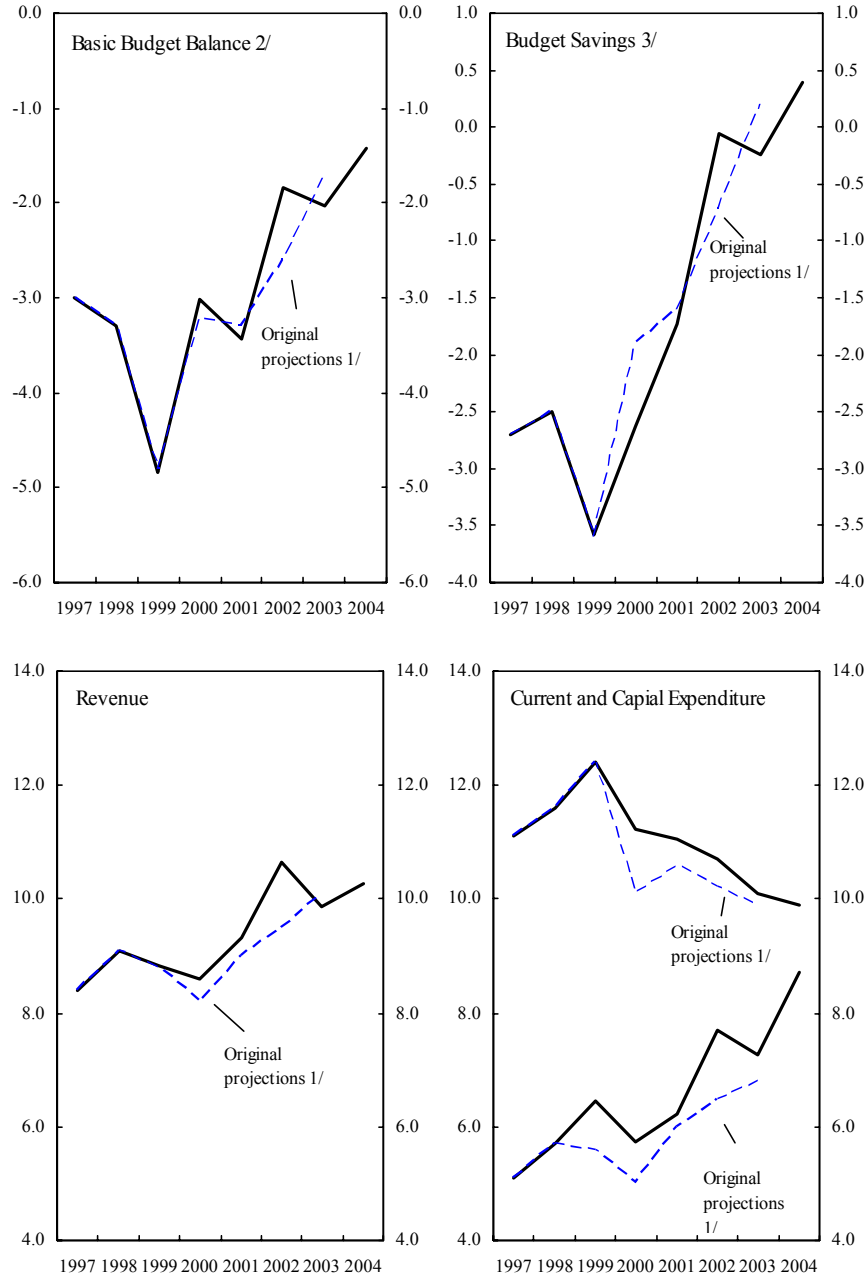 Basic Budget Balance 2/
0.0 0.0
-1.0 -1.0
-2.0 -2.0
-3.0 -3.0
Original
projections 1/
-4.0 -4.0
-5.0 -5.0
-6.0 -6.0
1997 1998 1999 2000 2001 2002 2003 2004
Budget Savings 3/
1.0 1.0
0.5 0.5
0.0 0.0
-0.5 -0.5
-1.0 -1.0
Original
projections 1/
-1.5 -1.5
-2.0 -2.0
-2.5 -2.5
-3.0 -3.0
-3.5 -3.5
-4.0 -4.0
1997 1998 1999 2000 2001 2002 2003 2004
14.0 14.0
Revenue
12.0 12.0
10.0 10.0
8.0 8.0
Original
projections 1/
6.0 6.0
4.0 4.0
1997 1998 1999 2000 2001 2002 2003 2004
14.0 14.0
Current and Capial Expenditure
12.0 12.0
10.0 10.0
Original
projections 1/
8.0 8.0
6.0 6.0
Original
projections
1/
4.0 4.0
1997 1998 1999 2000 2001 2002 2003 2004